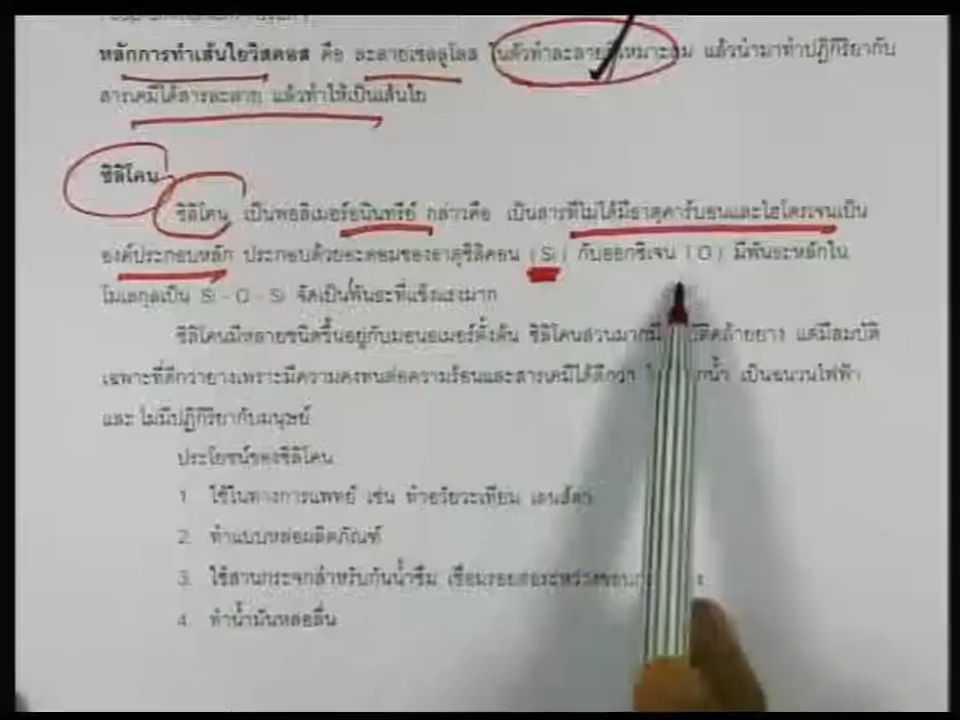 หลักการทำเส้นใยวิสคอส คือ ละลายเซลลูโลส ในตัวทำละลายที่เหมาะสม แล้วนำมาทำปฏิกิริยากับ
สารเคมีได้สารละลาย แล้วทำให้เป็นเส้นใย
ซิลิโคน
ซิลิโคน เป็นพอลิเมอร์อนินทรีย์ กล่าวคือ เป็นสารที่ไม่ได้มีธาตุคาร์บอนและไฮโดรเจนเป็น
องค์ประกอบหลัก ประกอบด้วยอะตอมของธาตุซิลิคอน (Si) กับออกซิเจน (O) มีพันธะหลักใน
โมเลกุลเป็น Si - O - Si จัดเป็นพันธะที่แข็งแรงมาก
ซิลิโคนมีหลายชนิดขึ้นอยู่กับมอนอเมอร์ตั้งต้น ซิลิโคนส่วนมากมี บัติคล้ายยาง แต่มีสมบัติ
เฉพาะที่ดีกว่ายางเพราะมีความคงทนต่อความร้อนและสารเคมีได้ดีกว่า กน้ำ เป็นฉนวนไฟฟ้า
และ ไม่มีปฏิกิริยากับมนุษย์
ประโยชน์ของซิลิโคน
1. ใช้ในทางการแพทย์ เช่น ทำอวัยวะเทียม เลนส์ตา
2. ทำแบบหล่อผลิตภัณฑ์
3. ใช้สานกระจกสำหรับกันน้ำซึม เชื่อมรอยต่อระหว่างขอบ
4. ทำน้ำมันหล่อลื่น